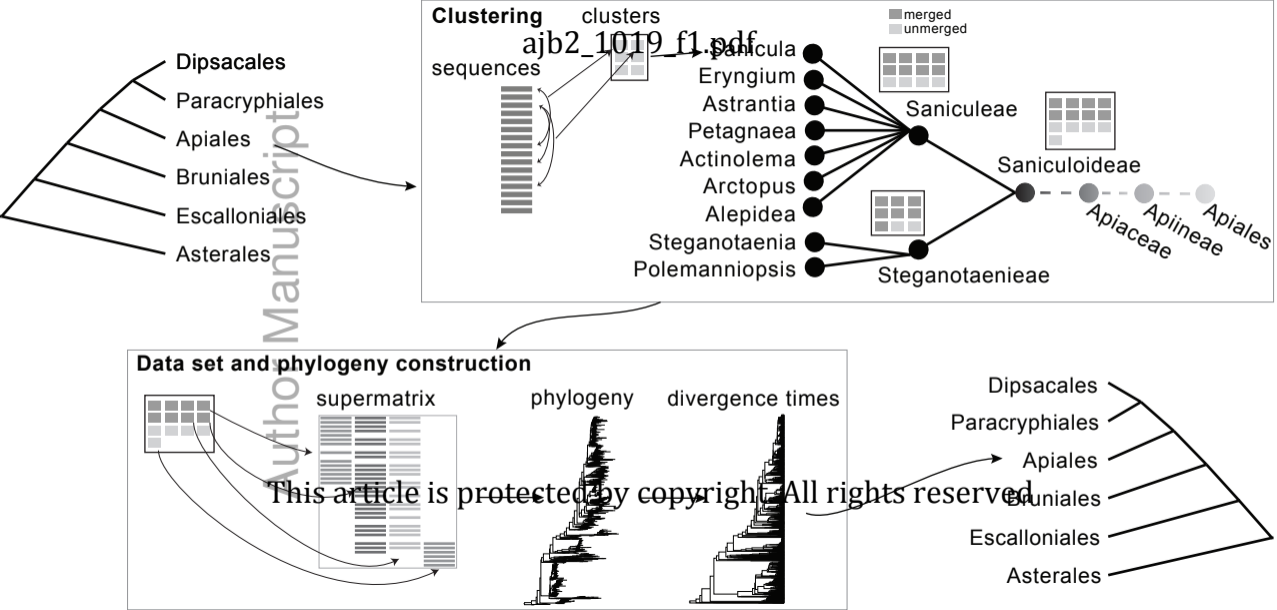 Clustering
clusters
merged
unmerged
ajb2_1019_f1.pdf
sequences
Dipsacales
Paracryphiales
Apiales
Bruniales
Escalloniales
Asterales
Sanicula
Eryngium
Astrantia
Petagnaea
Actinolema
Arctopus
Alepidea
Steganotaenia
Polemanniopsis
Saniculeae
Saniculoideae
Steganotaenieae
Apiaceae
Apiineae
Apiales
Author Manuscript
Data set and phylogeny construction
supermatrix
phylogeny
divergence times
This article is protected by copyright. All rights reserved
Dipsacales
Paracryphiales
Apiales
Bruniales
Escalloniales
Asterales